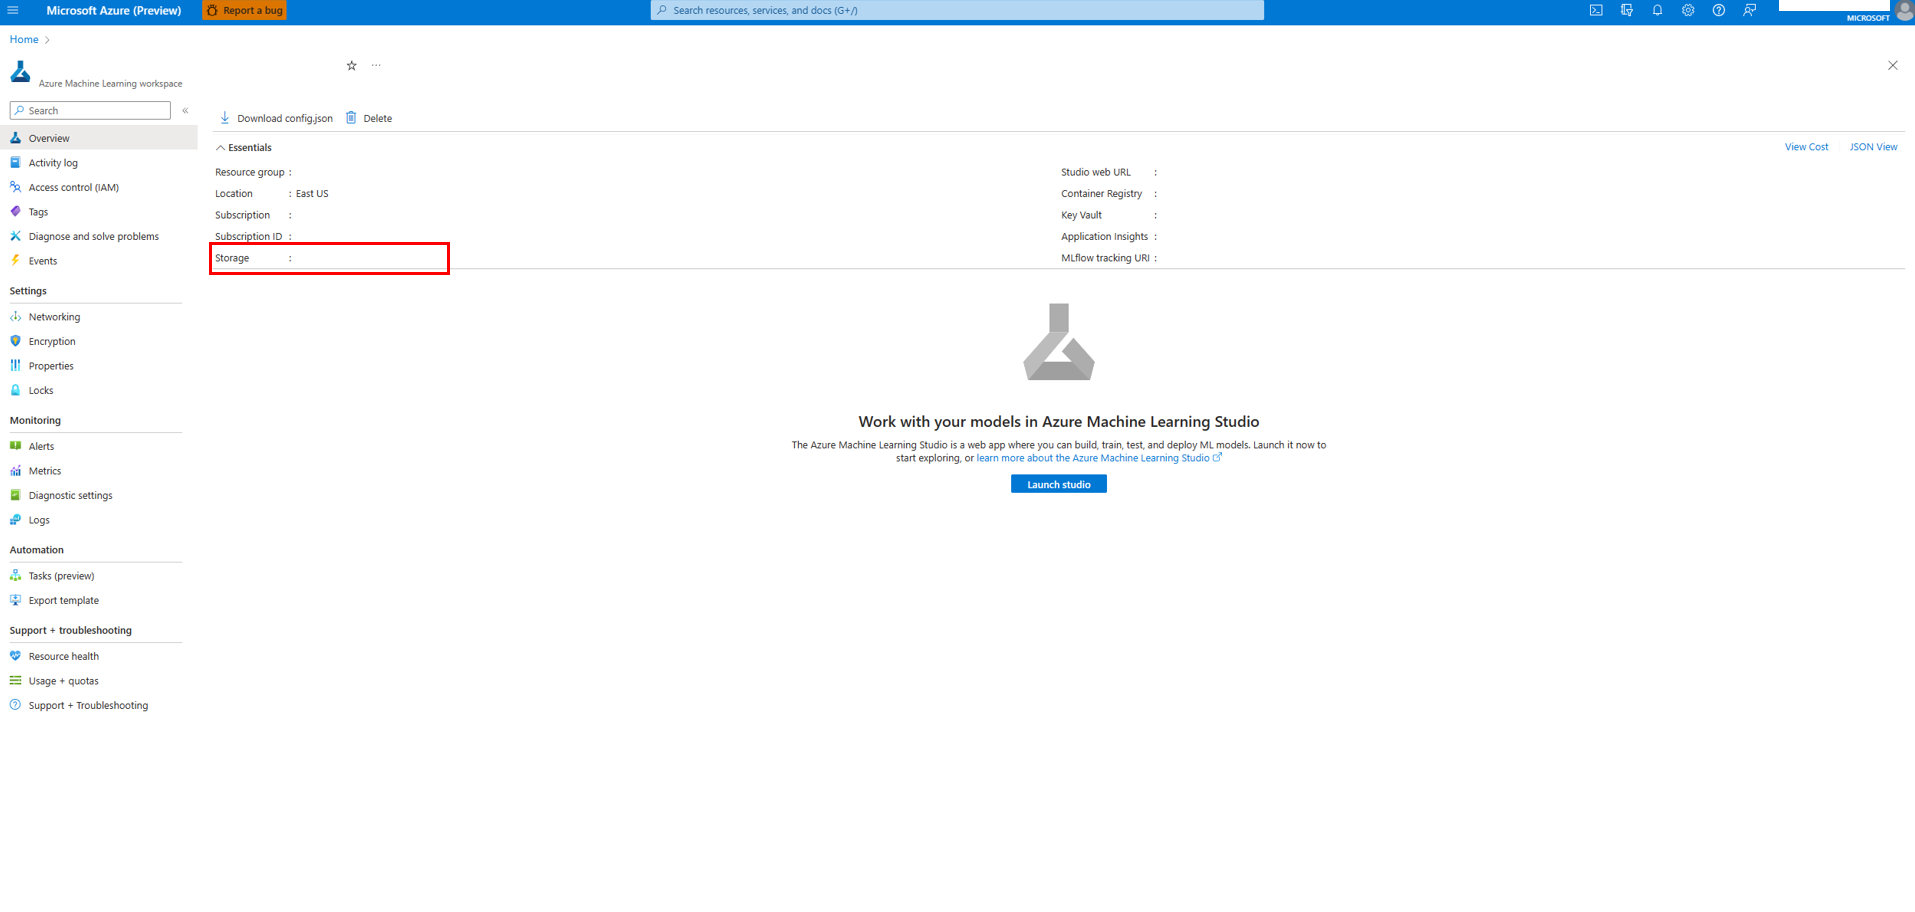 Microsoft Azure (Preview)
Report a bug
Search resources, services, and docs (G+/)
MICROSOFT
Home
Azure Machine Learning workspace
Search
Overview
Activity log
Access control (IAM)
Tags
Diagnose and solve problems
Events
Settings
Networking
Encryption
Properties
Locks
Monitoring
Alerts
Metrics
Diagnostic settings
Logs
Automation
Tasks (preview)
Export template
Support + troubleshooting
Resource health
Usage + quotas
Support + Troubleshooting
Download config.json
Delete
Essentials
View Cost
JSON View
Resource group :
Location : East US
Subscription :
Subscription ID :
Storage :
Studio web URL :
Container Registry :
Key Vault :
Application Insights :
MLflow tracking URI :
Work with your models in Azure Machine Learning Studio
The Azure Machine Learning Studio is a web app where you can build, train, test, and deploy ML models. Launch it now to
start exploring, or learn more about the Azure Machine Learning Studio
Launch studio